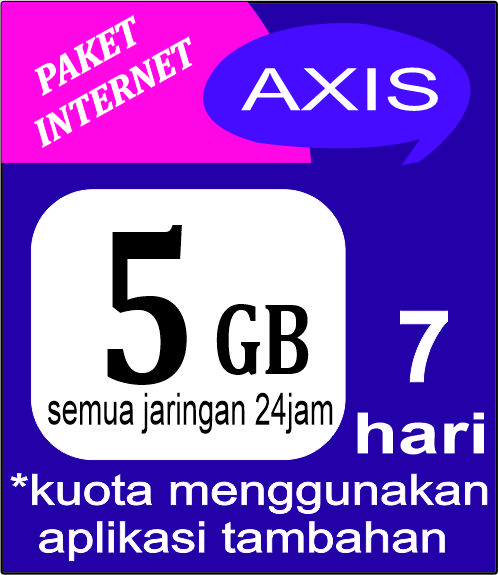 PAKET
INTERNET
AXIS
5 GB
semua jaringan 24jam
7
hari
*kuota menggunakan
aplikasi tambahan